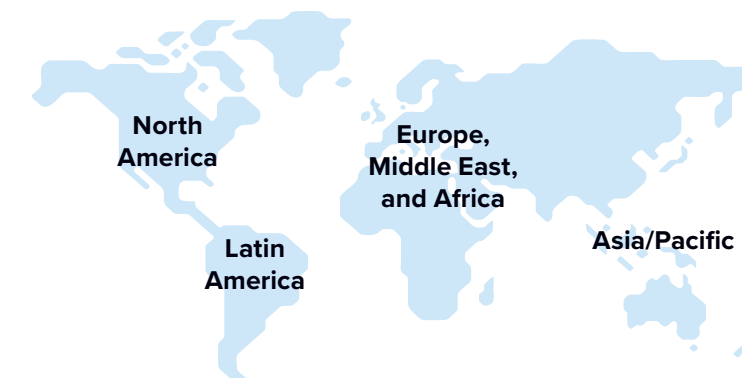 North
America
Europe,
Middle East,
and Africa
Latin
America
Asia/Pacific